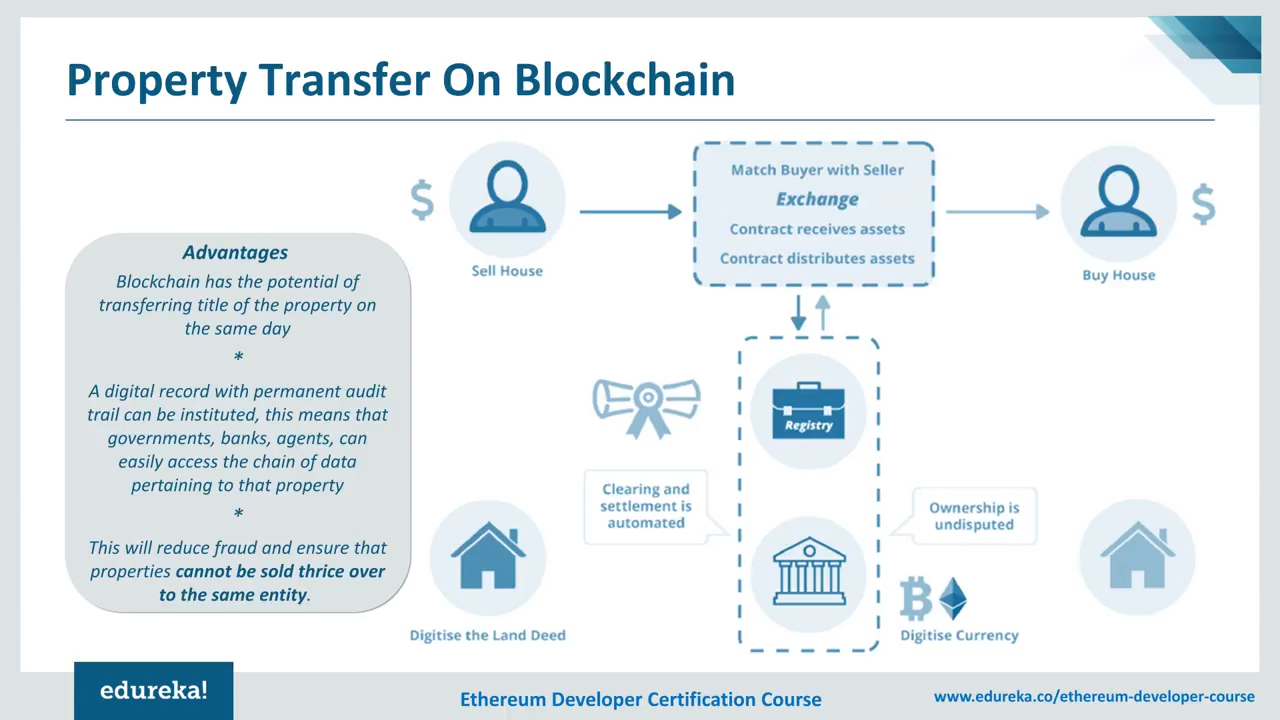 Property Transfer On Blockchain
Advantages
Blockchain has the potential of
transferring title of the property on
the same day
*
A digital record with permanent audit
trail can be instituted, this means that
governments, banks, agents, can
easily access the chain of data
pertaining to that property
*
This will reduce fraud and ensure that
properties cannot be sold thrice over
to the same entity.
$
Sell House
Match Buyer with Seller
Exchange
Contract receives assets
Contract distributes assets
$
Buy House
Registry
Clearing and
settlement is
automated
Ownership is
undisputed
Digitise the Land Deed
Digitise Currency
edureka!
Ethereum Developer Certification Course
www.edureka.co/ethereum-developer-course